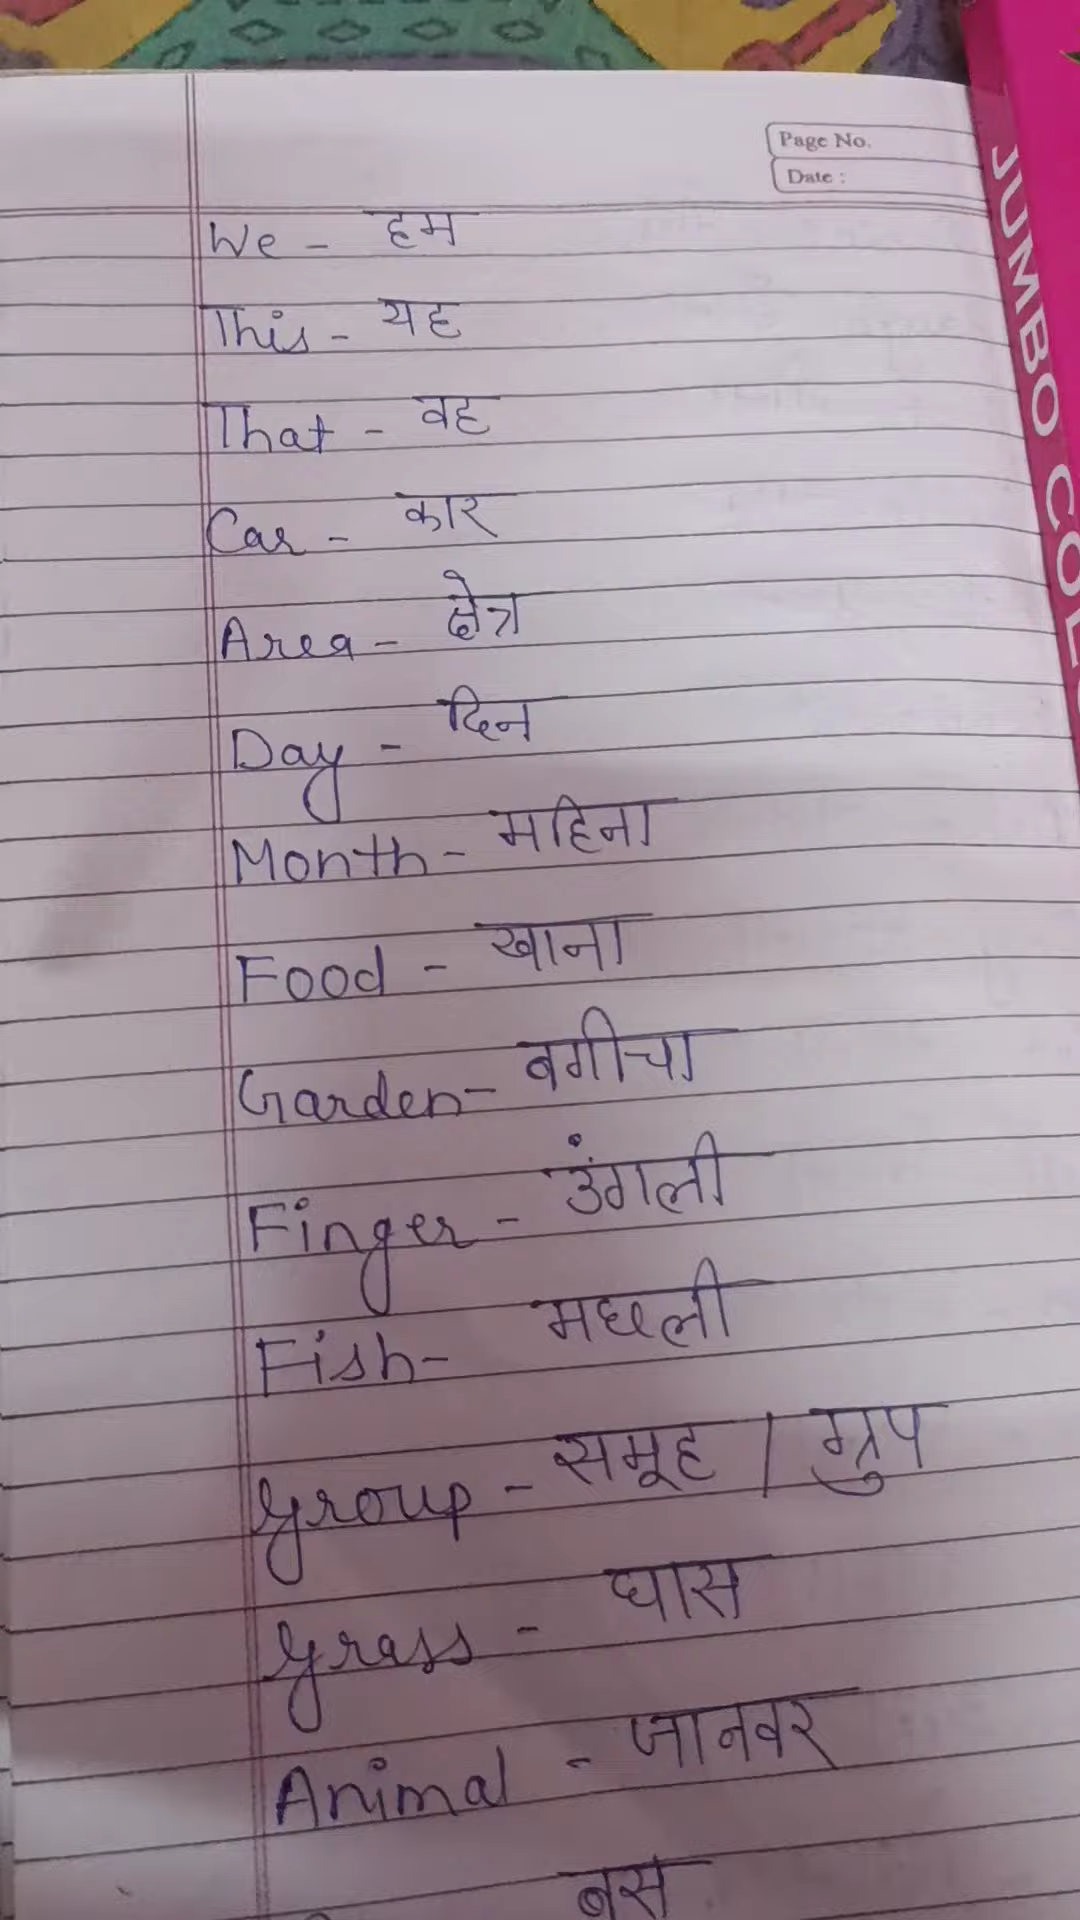 Page No.
Date :
JUMBO COL
We - हम
This - यह
That - वह
Car - कार
Area - क्षेत्र
Day - दिन
Month - महिना
Food - खाना
Garden - बगीचा
Finger - उंगली
Fish - मछली
Group - समूह / ग्रुप
Grass - घास
Animal - जानवर
बस